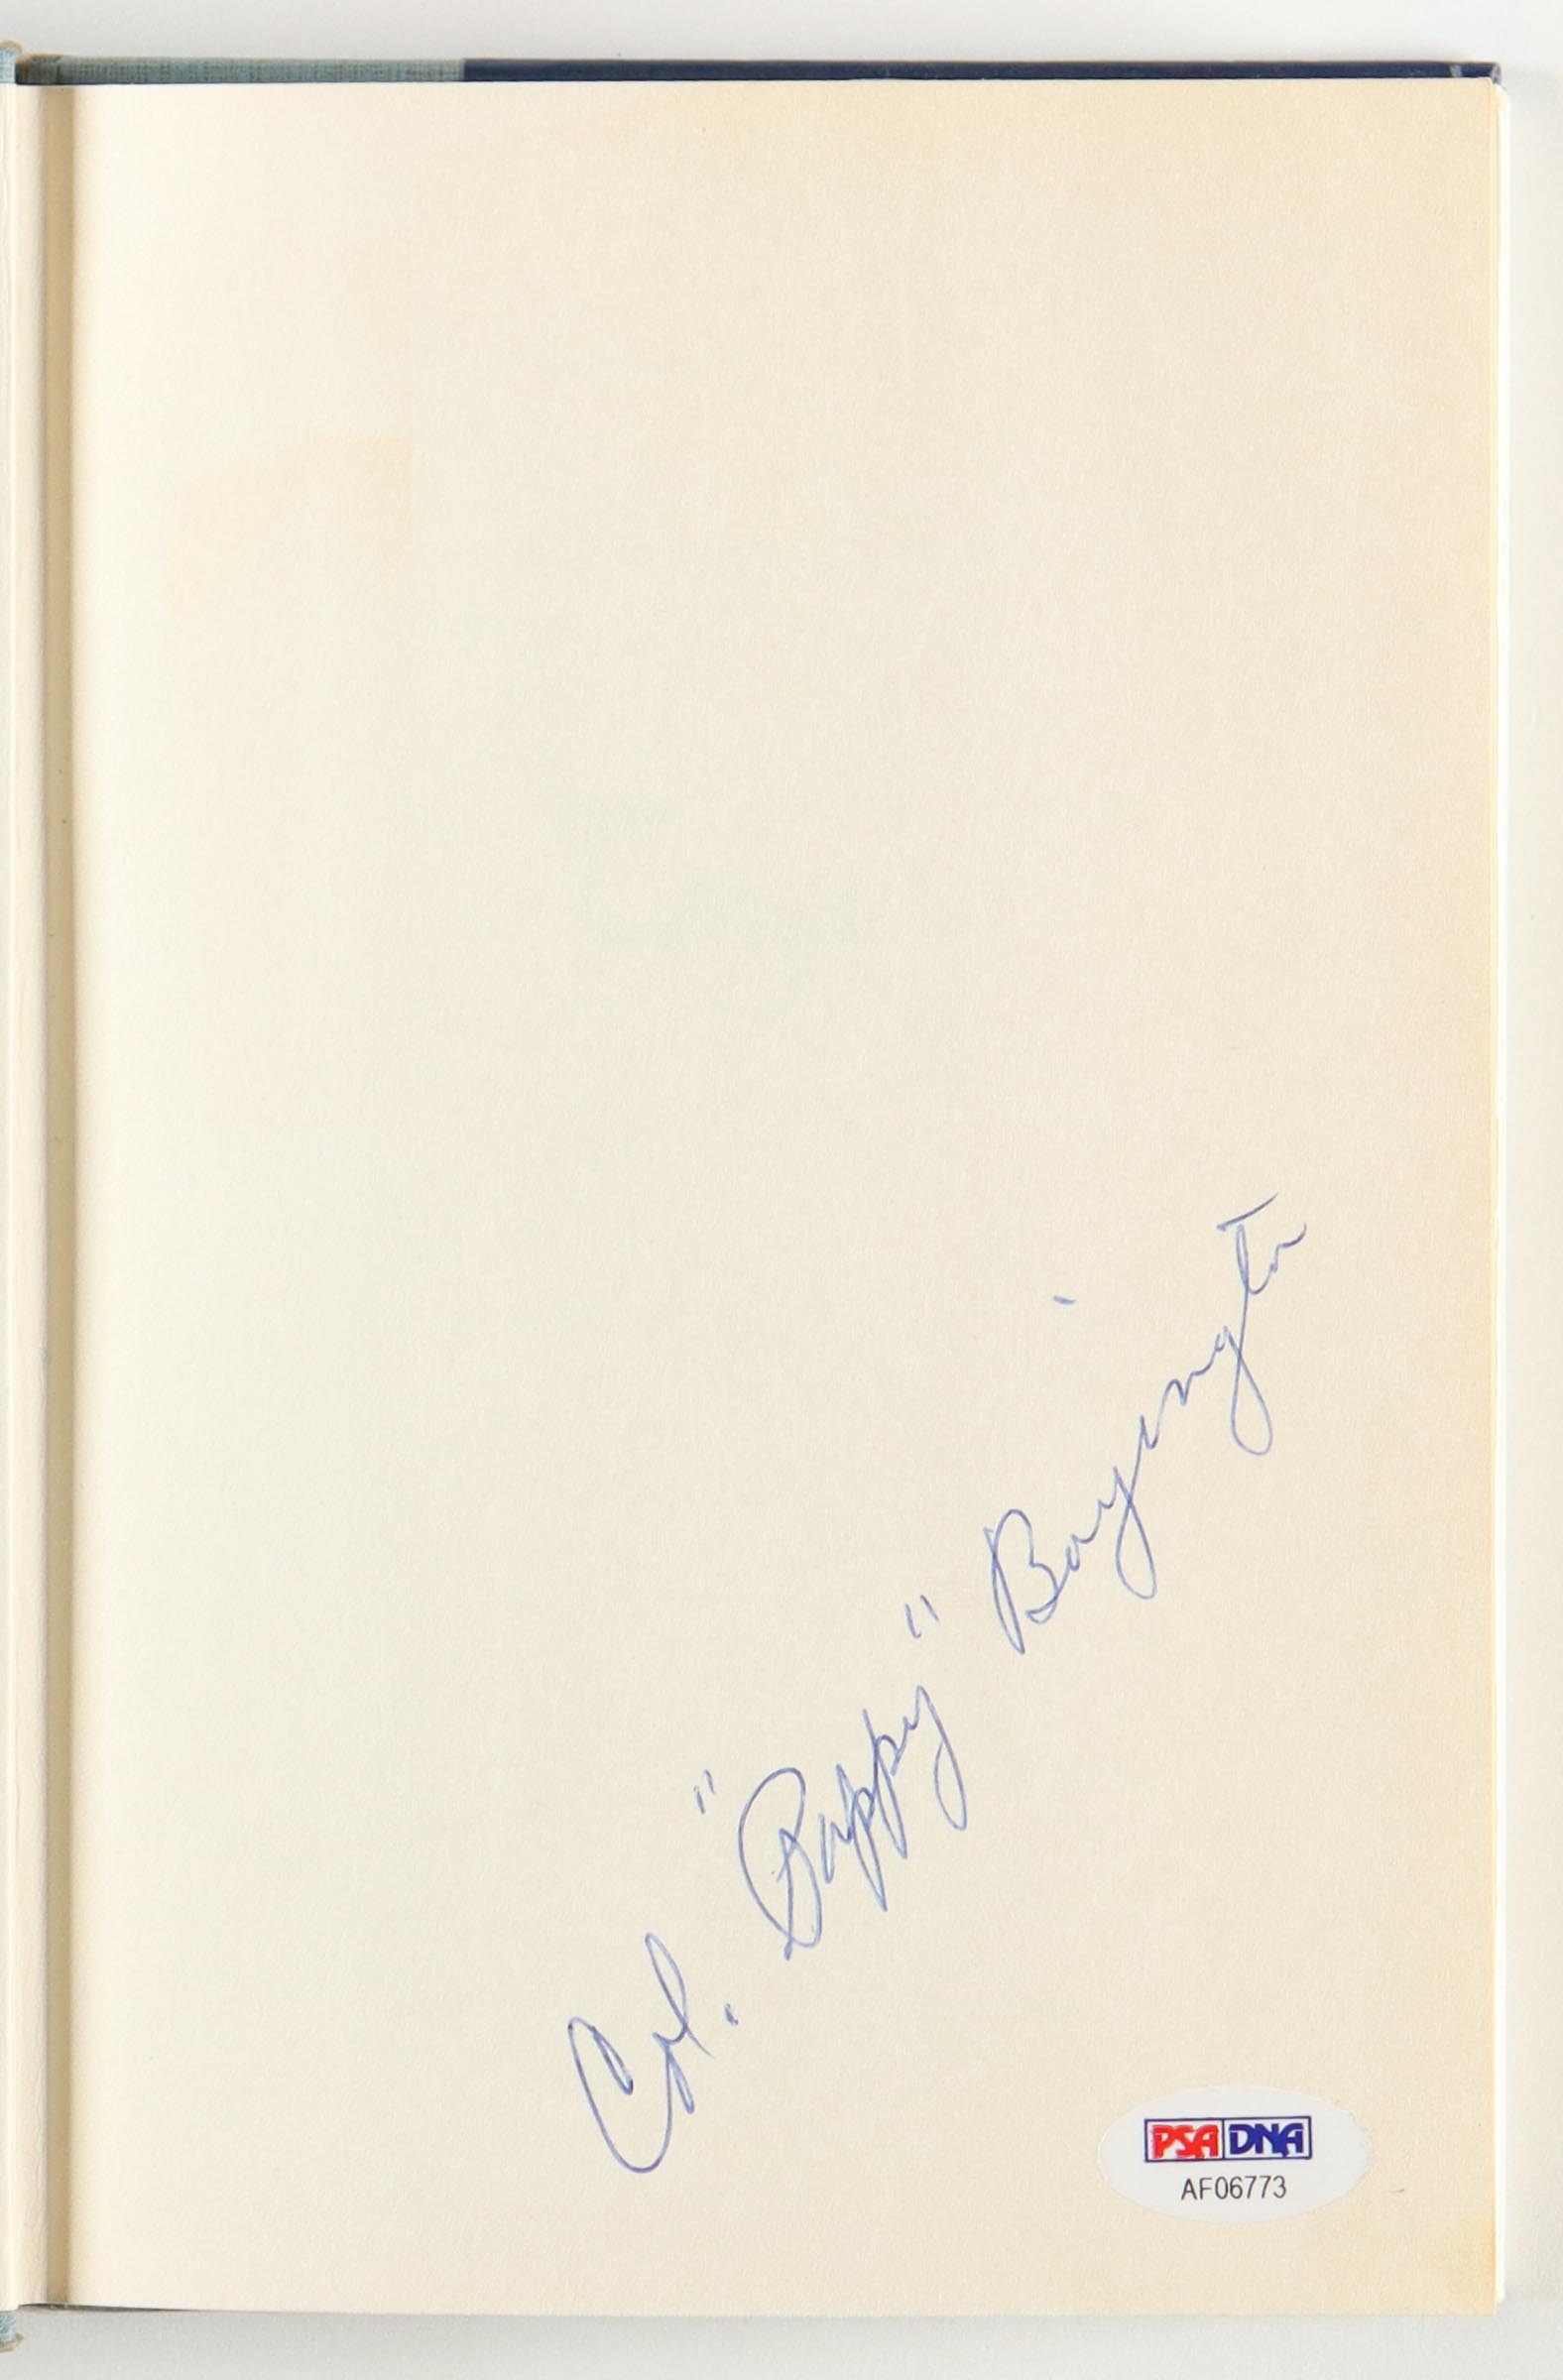 Col. "Pappy" Boyington
PSA DNA
AF06773